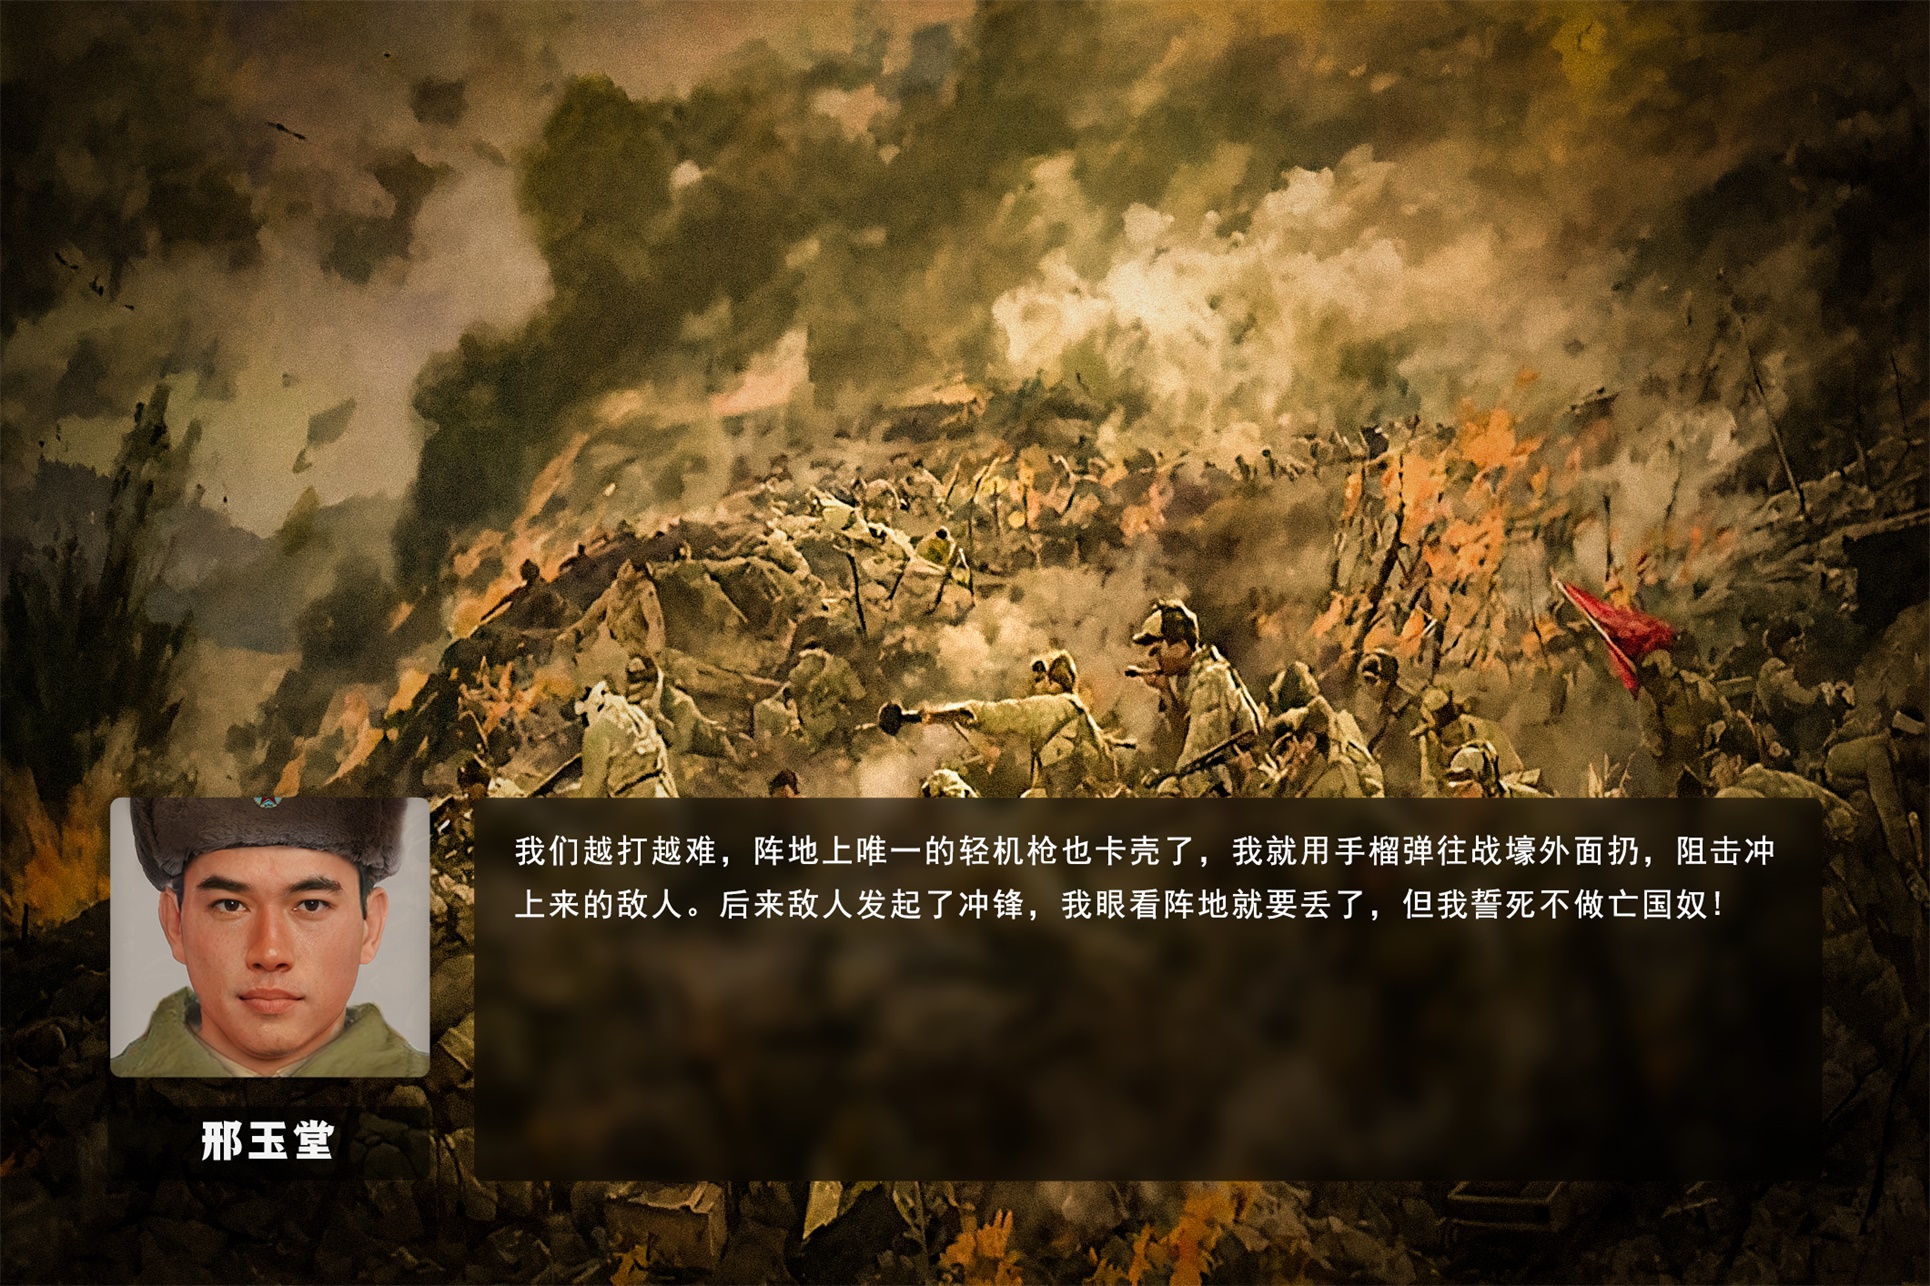 我们越打越难，阵地上唯一的轻机枪也卡壳了，我就用手榴弹往战壕外面扔，阻击冲
上来的敌人。后来敌人发起了冲锋，我眼看阵地就要丢了，但我誓死不做亡国奴！
邢玉堂